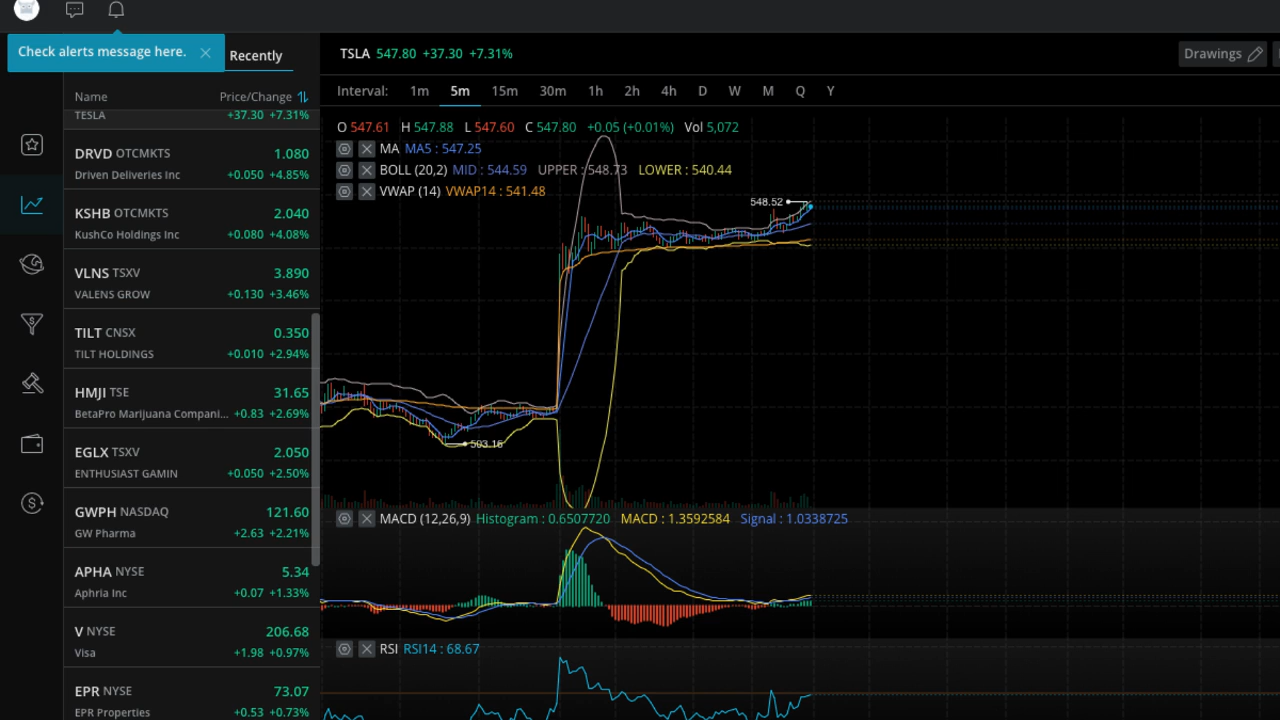 Check alerts message here.
Recently
Name Price/Change
TESLA +37.30 +7.31%
DRVD OTCMKTS 1.080
Driven Deliveries Inc +0.050 +4.85%
KSHB OTCMKTS 2.040
KushCo Holdings Inc +0.080 +4.08%
VLNS TSXV 3.890
VALENS GROW +0.130 +3.46%
TILT CNSX 0.350
TILT HOLDINGS +0.010 +2.94%
HMJI TSE 31.65
BetaPro Marijuana Compani... +0.83 +2.69%
EGLX TSXV 2.050
ENTHUSIAST GAMIN +0.050 +2.50%
GWPH NASDAQ 121.60
GW Pharma +2.63 +2.21%
APHA NYSE 5.34
Aphria Inc +0.07 +1.33%
V NYSE 206.68
Visa +1.98 +0.97%
EPR NYSE 73.07
EPR Properties +0.53 +0.73%
TSLA 547.80 +37.30 +7.31%
Drawings
Interval: 1m 5m 15m 30m 1h 2h 4h D W M Q Y
O 547.61 H 547.88 L 547.60 C 547.80 +0.05 (+0.01%) Vol 5,072
MA MA5 : 547.25
BOLL (20,2) MID : 544.59 UPPER : 548.73 LOWER : 540.44
VWAP (14) VWAP14 : 541.48
548.52
503.16
MACD (12,26,9) Histogram : 0.6507720 MACD : 1.3592584 Signal : 1.0338725
RSI RSI14 : 68.67